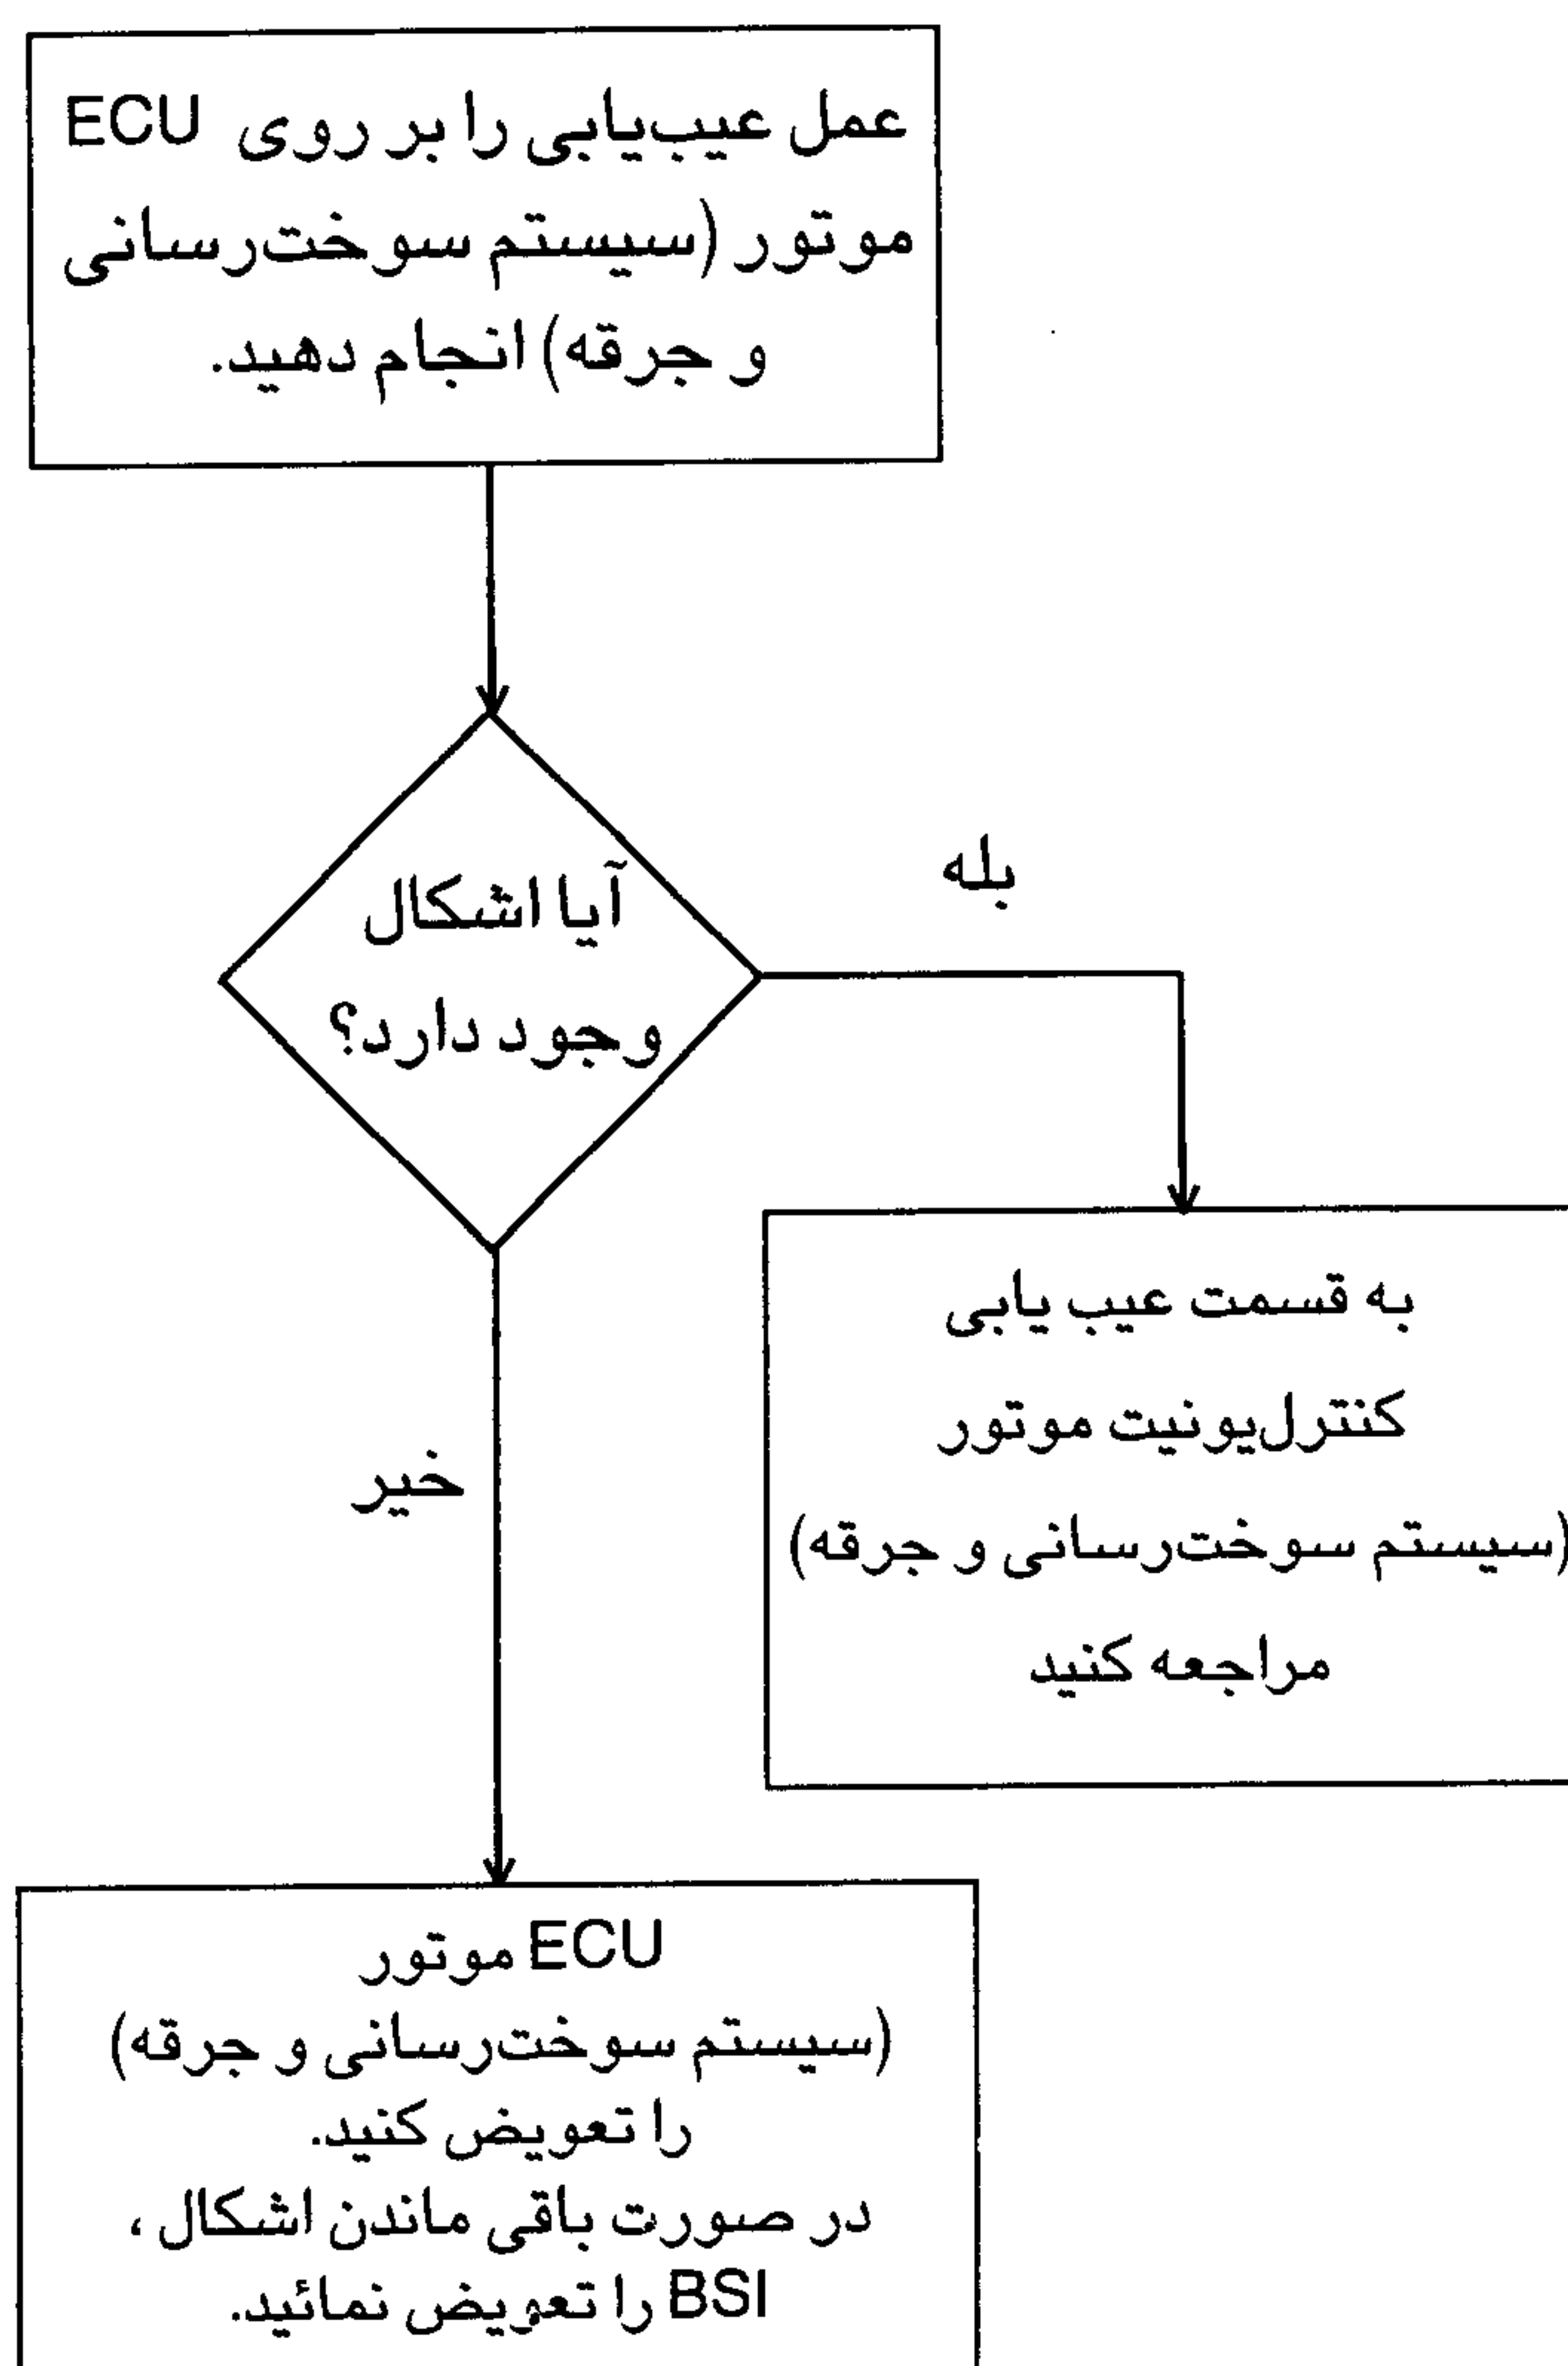 عمل عیب‌یابی را بر روی ECU
موتور (سیستم سوخت‌رسانی
و جرقه) انجام دهید.
آیا اشکال
وجود دارد؟
بله
به قسمت عیب یابی
کنترل‌یونیت موتور
(سیستم سوخت‌رسانی و جرقه)
مراجعه کنید
خیر
ECU موتور
(سیستم سوخت‌رسانی و جرقه)
را تعویض کنید.
در صورت باقی ماندن اشکال ،
BSI را تعویض نمائید.